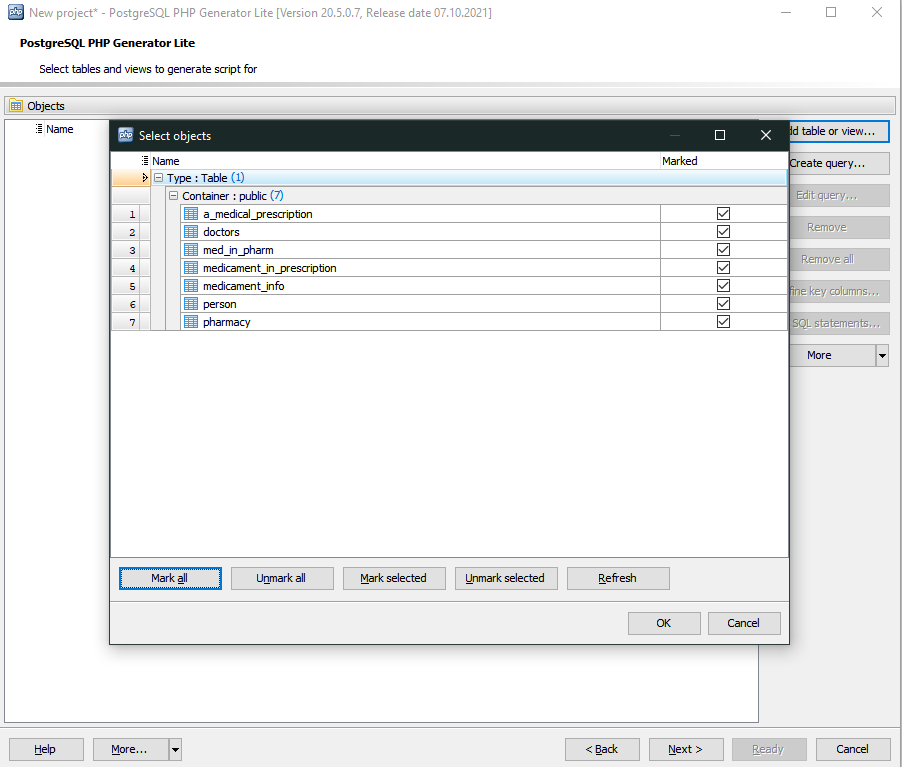 New project* - PostgreSQL PHP Generator Lite [Version 20.5.0.7, Release date 07.10.2021]
PostgreSQL PHP Generator Lite
Select tables and views to generate script for
Objects
Name
dd table or view...
Create query...
Edit query...
Remove
Remove all
fine key columns...
SQL statements...
More
php Select objects
Name Marked
Type : Table (1)
Container : public (7)
1 a_medical_prescription
2 doctors
3 med_in_pharm
4 medicament_in_prescription
5 medicament_info
6 person
7 pharmacy
Mark all Unmark all Mark selected Unmark selected Refresh
OK Cancel
Help More... < Back Next > Ready Cancel